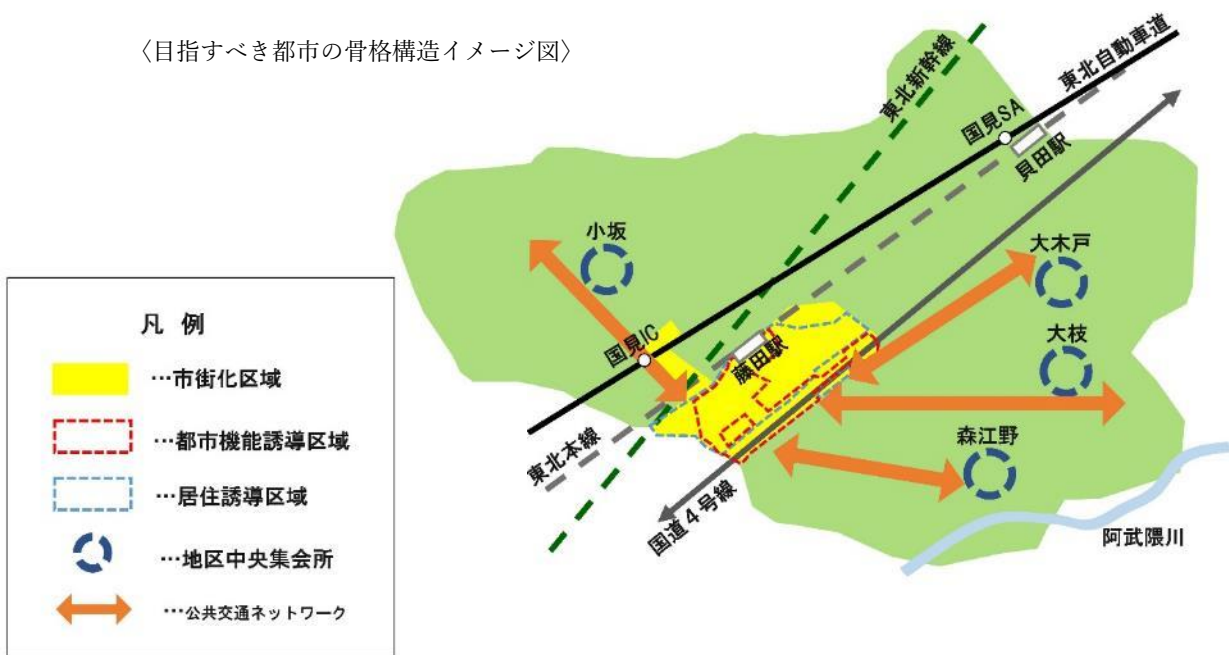 〈目指すべき都市の骨格構造イメージ図〉
東北新幹線
東北自動車道
国見SA
貝田駅
小坂
大木戸
国見IC
藤田駅
大枝
東北本線
森江野
国道4号線
阿武隈川
凡 例
…市街化区域
…都市機能誘導区域
…居住誘導区域
…地区中央集会所
…公共交通ネットワーク